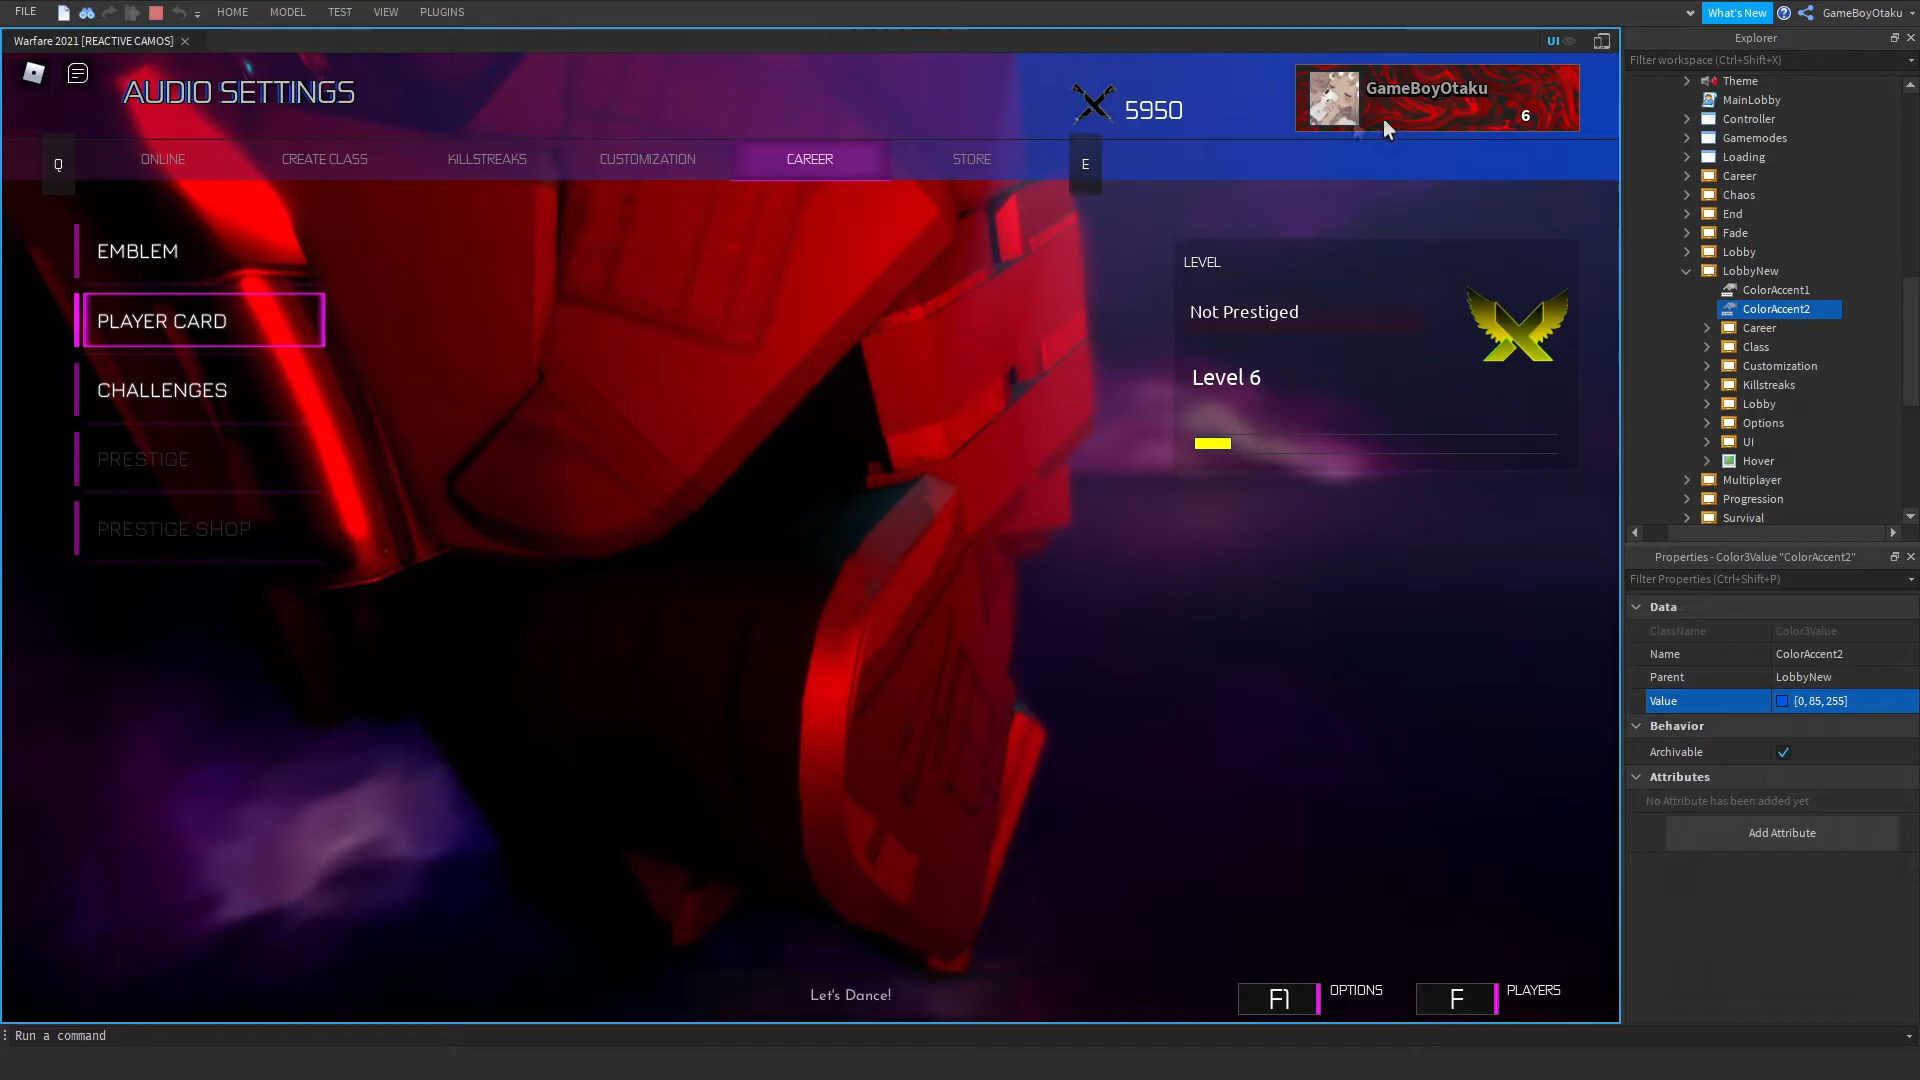 FILE
HOME
MODEL
TEST
VIEW
PLUGINS
What's New
GameBoyOtaku
Warfare 2021 [REACTIVE CAMOS]
UI
AUDIO SETTINGS
5950
GameBoyOtaku
6
Q
ONLINE
CREATE CLASS
KILLSTREAKS
CUSTOMIZATION
CAREER
STORE
E
EMBLEM
PLAYER CARD
CHALLENGES
PRESTIGE
PRESTIGE SHOP
LEVEL
Not Prestiged
Level 6
Let's Dance!
F1
OPTIONS
F
PLAYERS
Run a command
Explorer
Filter workspace (Ctrl+Shift+X)
Theme
MainLobby
Controller
Gamemodes
Loading
Career
Chaos
End
Fade
Lobby
LobbyNew
ColorAccent1
ColorAccent2
Career
Class
Customization
Killstreaks
Lobby
Options
UI
Hover
Multiplayer
Progression
Survival
Properties - Color3Value "ColorAccent2"
Filter Properties (Ctrl+Shift+P)
Data
ClassName Color3Value
Name ColorAccent2
Parent LobbyNew
Value [0, 85, 255]
Behavior
Archivable
Attributes
No Attribute has been added yet
Add Attribute